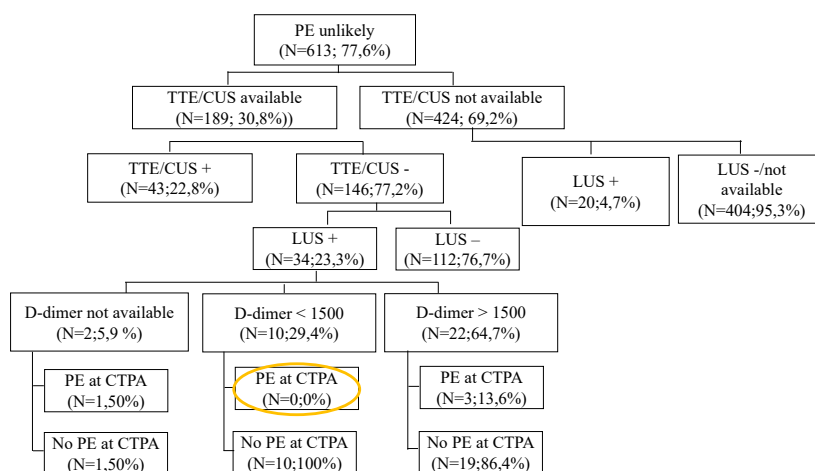 PE unlikely
(N=613; 77,6%)
TTE/CUS available
(N=189; 30,8%))
TTE/CUS not available
(N=424; 69,2%)
TTE/CUS +
(N=43;22,8%)
TTE/CUS -
(N=146;77,2%)
LUS +
(N=20;4,7%)
LUS -/not
available
(N=404;95,3%)
LUS +
(N=34;23,3%)
LUS –
(N=112;76,7%)
D-dimer not available
(N=2;5,9 %)
D-dimer < 1500
(N=10;29,4%)
D-dimer > 1500
(N=22;64,7%)
PE at CTPA
(N=1,50%)
PE at CTPA
(N=0;0%)
PE at CTPA
(N=3;13,6%)
No PE at CTPA
(N=1,50%)
No PE at CTPA
(N=10;100%)
No PE at CTPA
(N=19;86,4%)